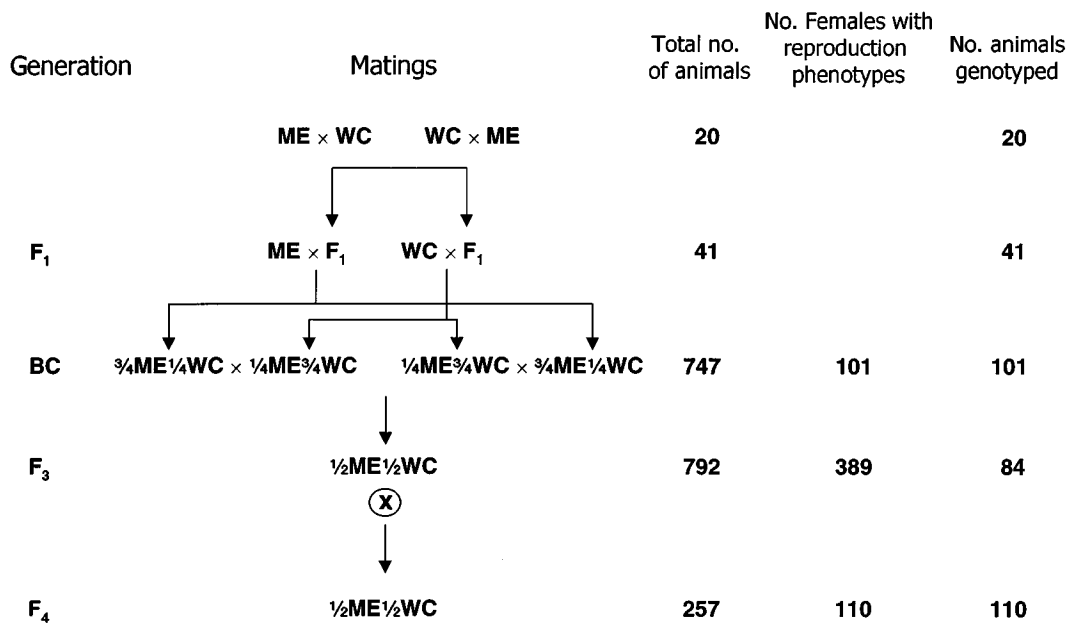 Generation Matings Total no. of animals No. Females with reproduction phenotypes No. animals genotyped
ME × WC WC × ME 20 20
F₁ ME × F₁ WC × F₁ 41 41
BC ¾ME¼WC × ¼ME¾WC ¼ME¾WC × ¾ME¼WC 747 101 101
F₃ ½ME½WC 792 389 84
X
F₄ ½ME½WC 257 110 110